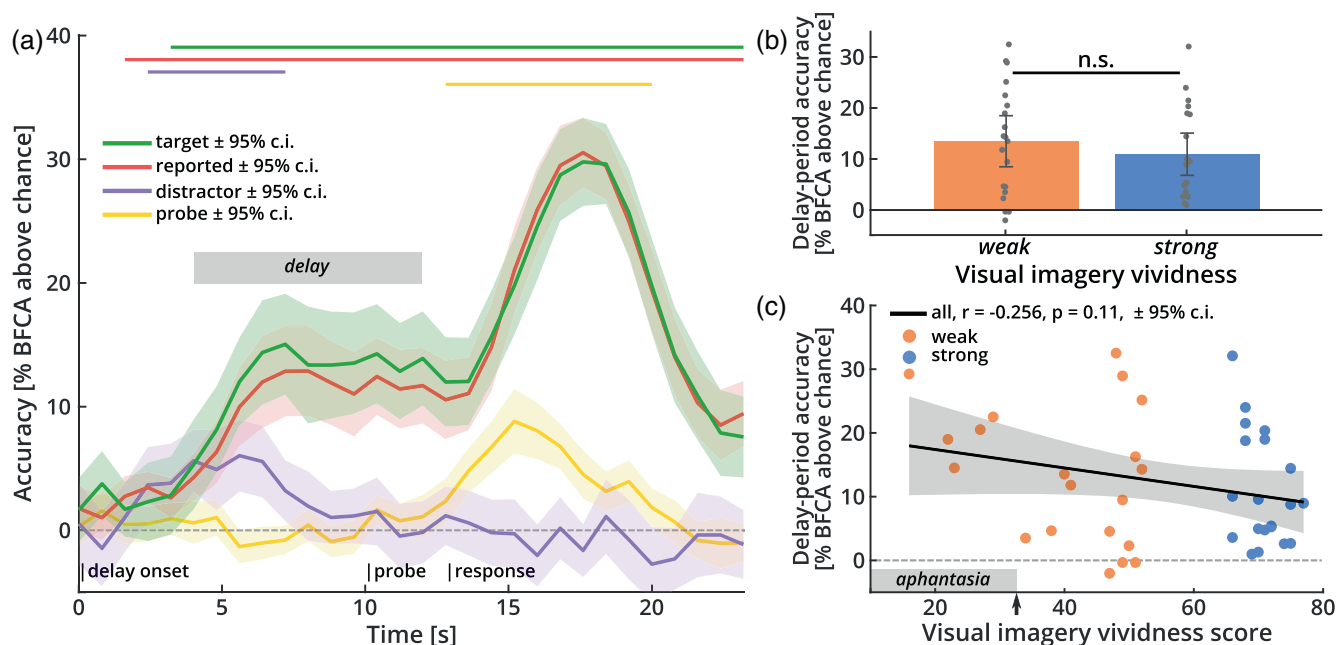 (a)
Accuracy [% BFCA above chance]
40
30
20
10
0
target ± 95% c.i.
reported ± 95% c.i.
distractor ± 95% c.i.
probe ± 95% c.i.
delay
delay onset
probe
response
0
5
10
15
20
Time [s]
(b)
Delay-period accuracy
[% BFCA above chance]
30
20
10
0
n.s.
weak
strong
Visual imagery vividness
(c)
Delay-period accuracy
[% BFCA above chance]
40
30
20
10
0
all, r = -0.256, p = 0.11, ± 95% c.i.
weak
strong
aphantasia
20
40
60
80
Visual imagery vividness score